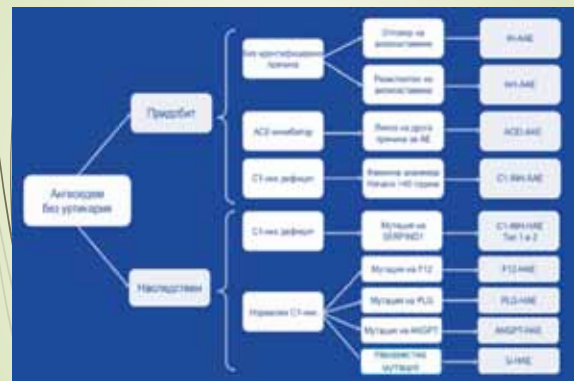 Ангиоедем
без уртикария
Придобит
Наследствен
Без идентифицирана
причина
ACE-инхибитор
C1-инх дефицит
Отговор на
антихистамини
Резистентен на
антихистамини
Липса на друга
причина за АЕ
Начало >40 години
IH-AAE
InH-AAE
ACEI-AAE
C1-INH-AAE
C1-инх дефицит
Нормален C1-инх
Мутация на
SERPING1
Мутация на F12
Мутация на PLG
Мутация на ANGPT
Неизвестна
мутация
C1-INH-HAE
Тип 1 и 2
F12-HAE
PLG-HAE
ANGPT-HAE
U-HAE